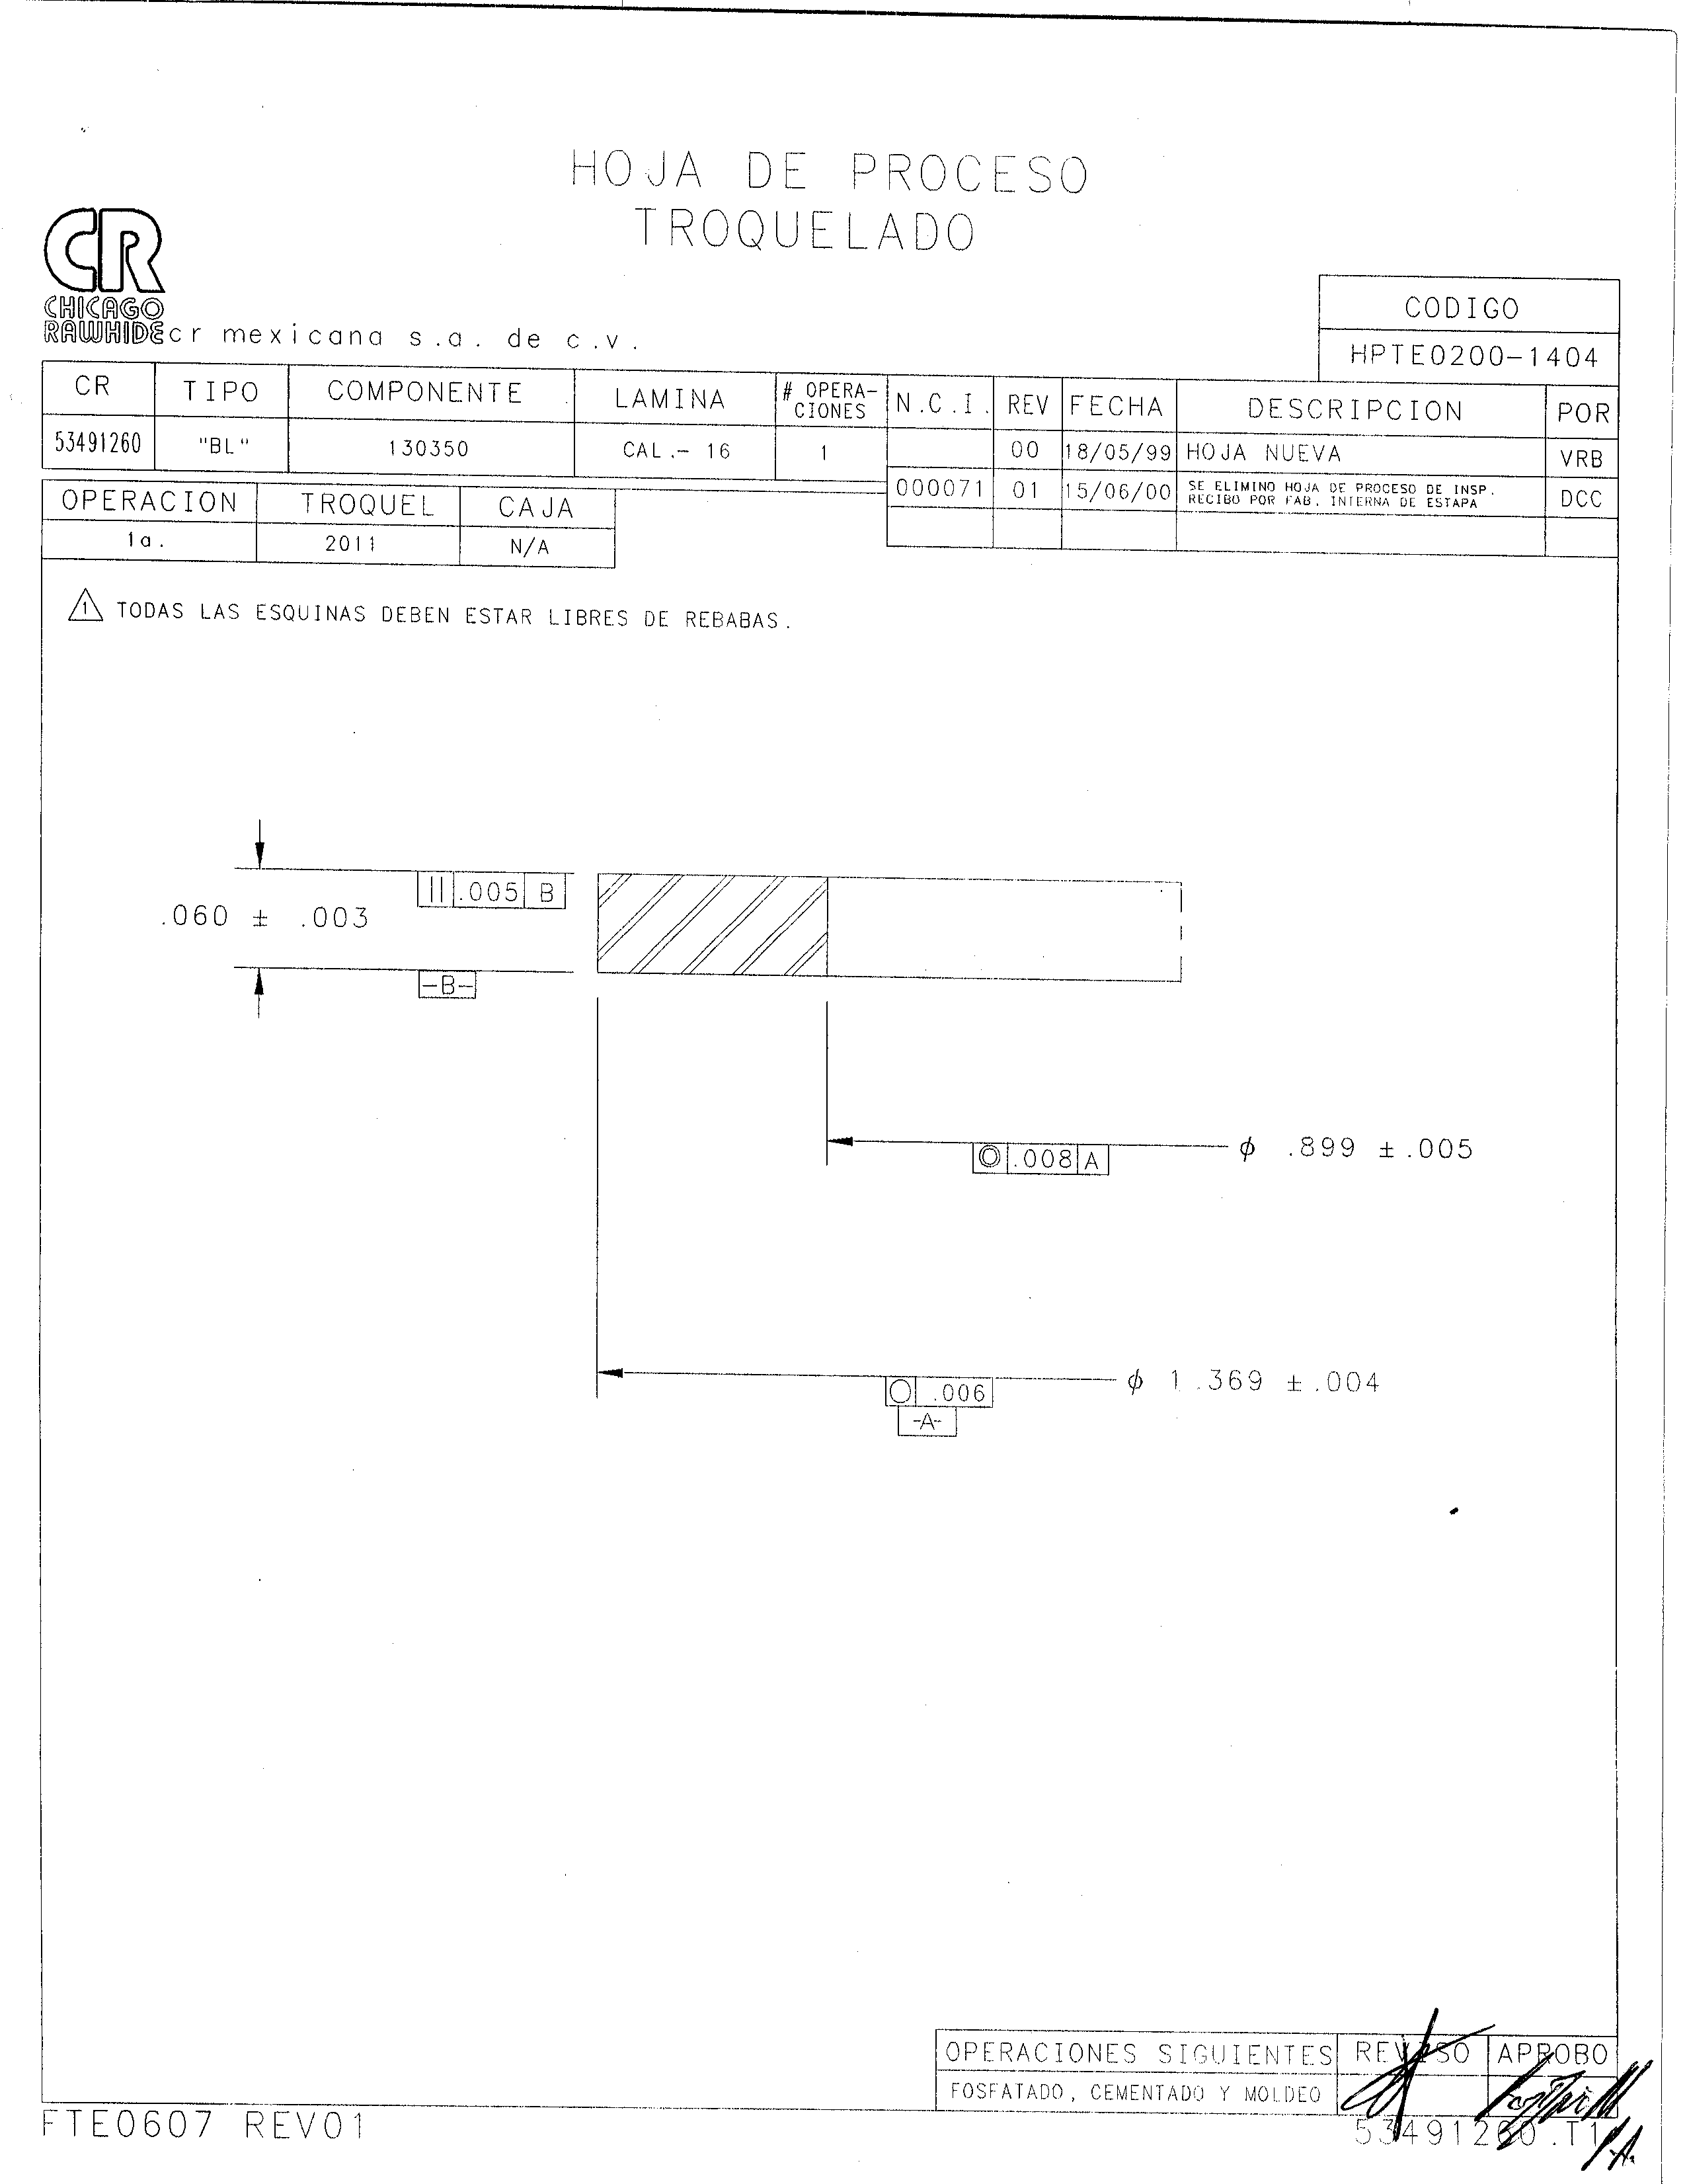 HOJA DE PROCESO
TROQUELADO
CR
CHICAGO
RAWHIDE cr mexicana s.a. de c.v.
CODIGO
HPTE0200-1404
CR TIPO COMPONENTE LAMINA # OPERA-CIONES N.C.I. REV FECHA DESCRIPCION POR
53491260 "BL" 130350 CAL.- 16 1 00 18/05/99 HOJA NUEVA VRB
000071 01 15/06/00 SE ELIMINO HOJA DE PROCESO DE INSP.
RECIBO POR FAB. INTERNA DE ESTAPA DCC
OPERACION TROQUEL CAJA
1a. 2011 N/A
1 TODAS LAS ESQUINAS DEBEN ESTAR LIBRES DE REBABAS.
|| .005 B
.060 ± .003
-B-
◎ .008 A ϕ .899 ±.005
○ .006 ϕ 1.369 ±.004
-A-
OPERACIONES SIGUIENTES REVISO APROBO
FOSFATADO, CEMENTADO Y MOLDEO
FTE0607 REV01
53491260.T1